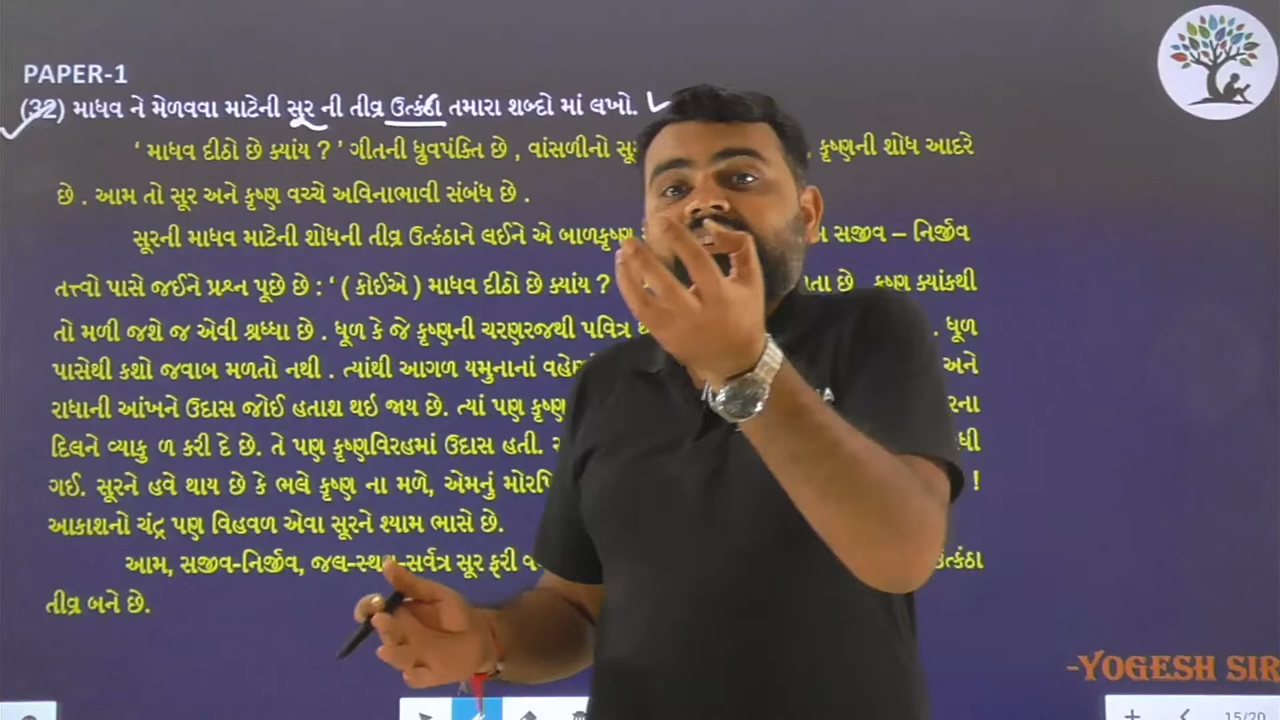 PAPER-1
(32) માધવ ને મેળવવા માટેની સૂર ની તીવ્ર ઉત્કંઠા તમારા શબ્દો માં લખો.
' માધવ દીઠો છે ક્યાંય ? ' ગીતની ધ્રુવપંક્તિ છે , વાંસળીનો , કૃષ્ણની શોધ આદરે
છે . આમ તો સૂર અને કૃષ્ણ વચ્ચે અવિનાભાવી સંબંધ છે .
સૂરની માધવ માટેની શોધની તીવ્ર ઉત્કંઠાને લઈને એ બાળકૃષ્ણ સજીવ – નિર્જીવ
તત્ત્વો પાસે જઈને પ્રશ્ન પૂછે છે : ' ( કોઈએ ) માધવ દીઠો છે ક્યાંય ? છે કૃષ્ણ ક્યાંકથી
તો મળી જશે જ એવી શ્રધ્ધા છે . ધૂળ કે જે કૃષ્ણની ચરણરજથી પવિત્ર . ધૂળ
પાસેથી કશો જવાબ મળતો નથી . ત્યાંથી આગળ યમુનાનાં અને
રાધાની આંખને ઉદાસ જોઈ હતાશ થઇ જાય છે. ત્યાં પણ કૃષ્ણ
દિલને વ્યાકુ ળ કરી દે છે. તે પણ કૃષ્ણવિરહમાં ઉદાસ હતી.
ગઈ. સૂરને હવે થાય છે કે ભલે કૃષ્ણ ના મળે, એમનું !
આકાશનો ચંદ્ર પણ વિહવળ એવા સૂરને શ્યામ ભાસે છે.
આમ, સજીવ-નિર્જીવ, જલ-સ્થળ-સર્વત્ર સૂર ફરી ઉત્કંઠા
તીવ્ર બને છે.
-YOGESH SIR
15/20